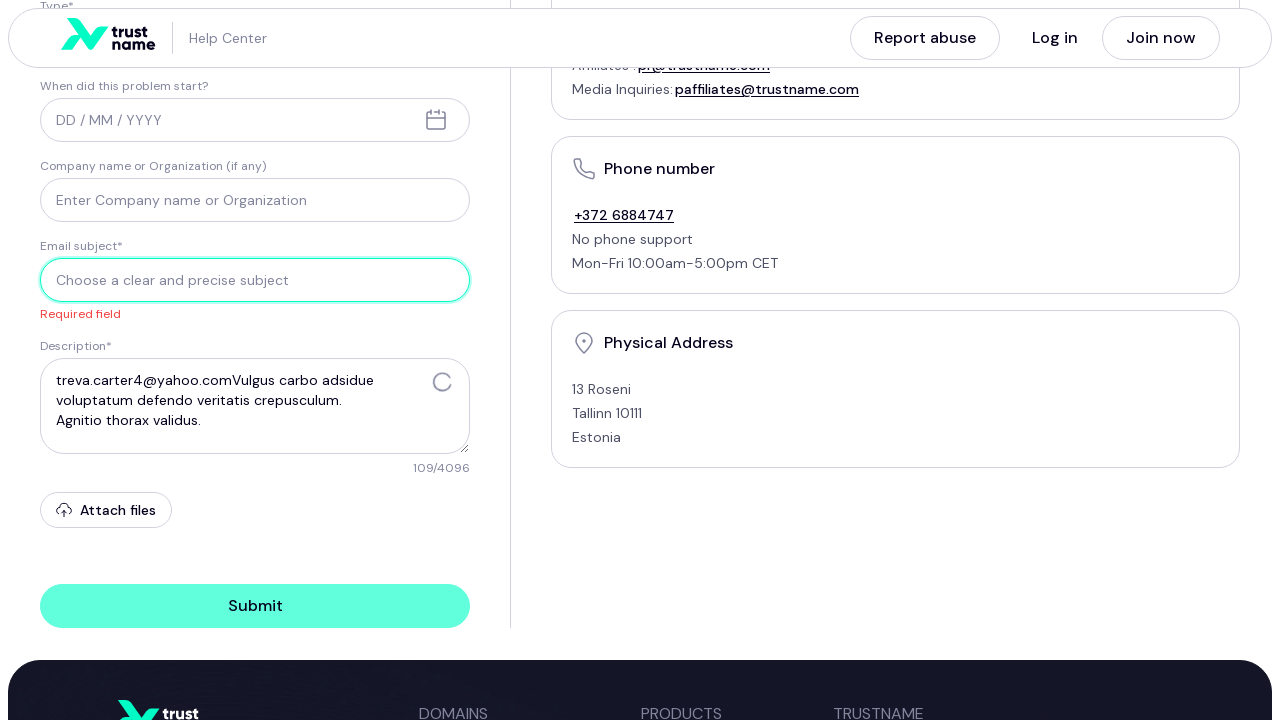 Type*
trust
name
Help Center
Report abuse
Log in
Join now
When did this problem start?
DD / MM / YYYY
Company name or Organization (if any)
Enter Company name or Organization
Email subject*
Choose a clear and precise subject
Required field
Description*
treva.carter4@yahoo.comVulgus carbo adsidue
voluptatum defendo veritatis crepusculum.
Agnitio thorax validus.
109/4096
Attach files
Submit
Affiliates : pr@trustname.com
Media Inquiries: paffiliates@trustname.com
Phone number
+372 6884747
No phone support
Mon-Fri 10:00am-5:00pm CET
Physical Address
13 Roseni
Tallinn 10111
Estonia
trust
DOMAINS
PRODUCTS
TRUSTNAME